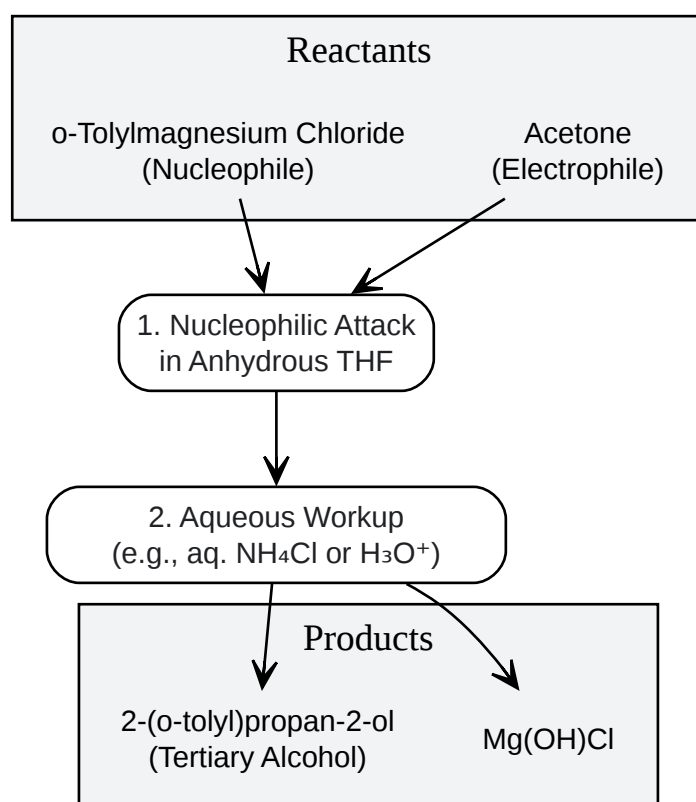 Reactants
o-Tolylmagnesium Chloride
(Nucleophile)
Acetone
(Electrophile)
1. Nucleophilic Attack
in Anhydrous THF
2. Aqueous Workup
(e.g., aq. NH₄Cl or H₃O⁺)
Products
2-(o-tolyl)propan-2-ol
(Tertiary Alcohol)
Mg(OH)Cl